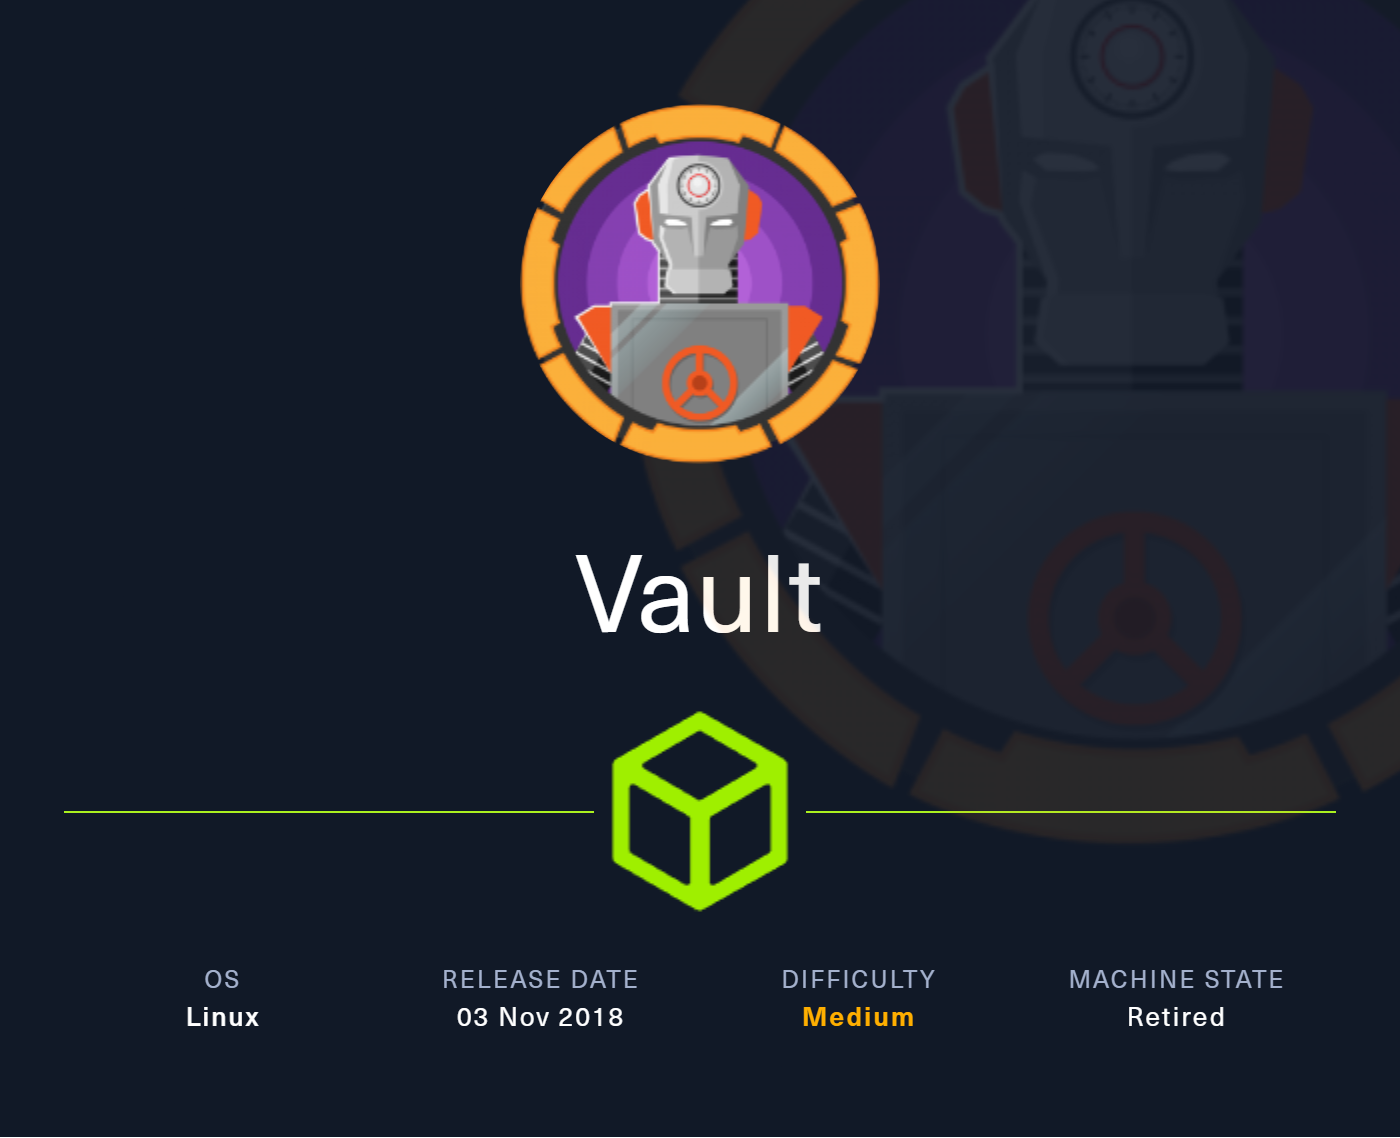 Vault
OS
Linux
RELEASE DATE
03 Nov 2018
DIFFICULTY
Medium
MACHINE STATE
Retired